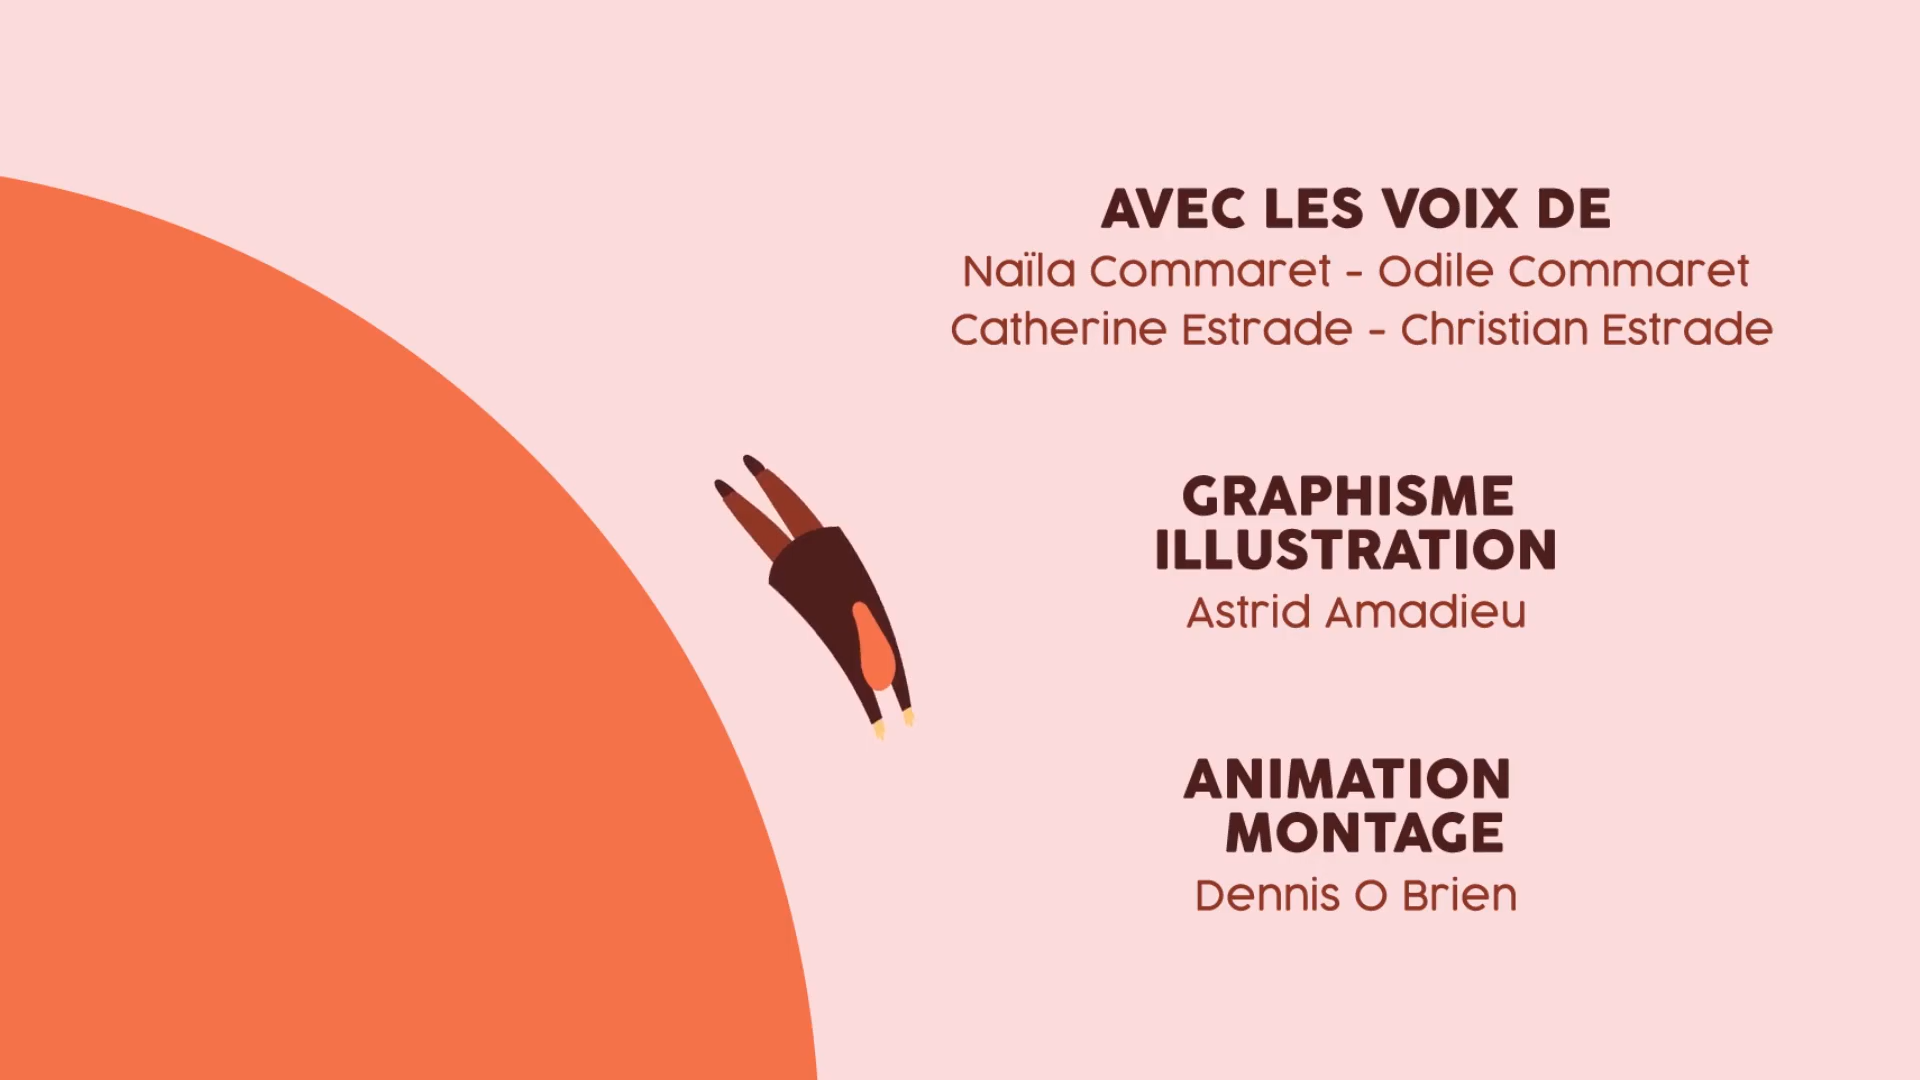 AVEC LES VOIX DE
Naïla Commaret - Odile Commaret
Catherine Estrade - Christian Estrade
GRAPHISME
ILLUSTRATION
Astrid Amadieu
ANIMATION
MONTAGE
Dennis O Brien